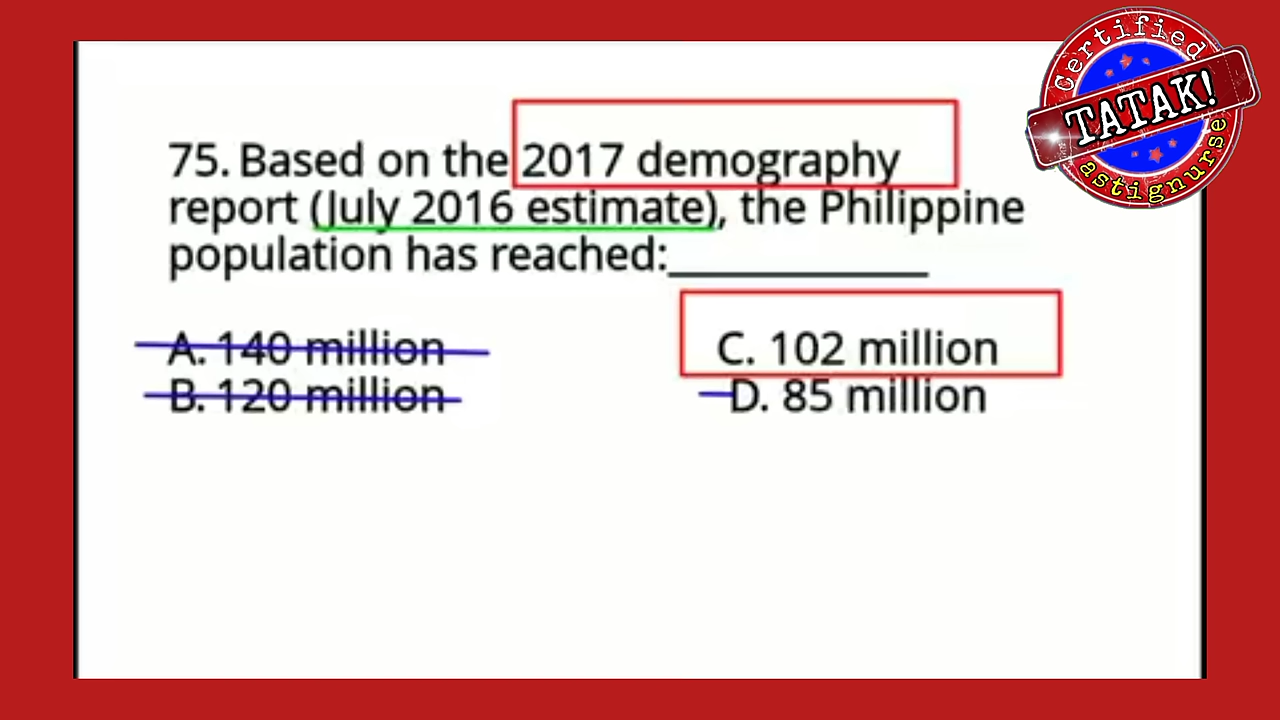 Certified
TATAK!
astignurse
75. Based on the 2017 demography
report (July 2016 estimate), the Philippine
population has reached:____________
A. 140 million
C. 102 million
B. 120 million
D. 85 million